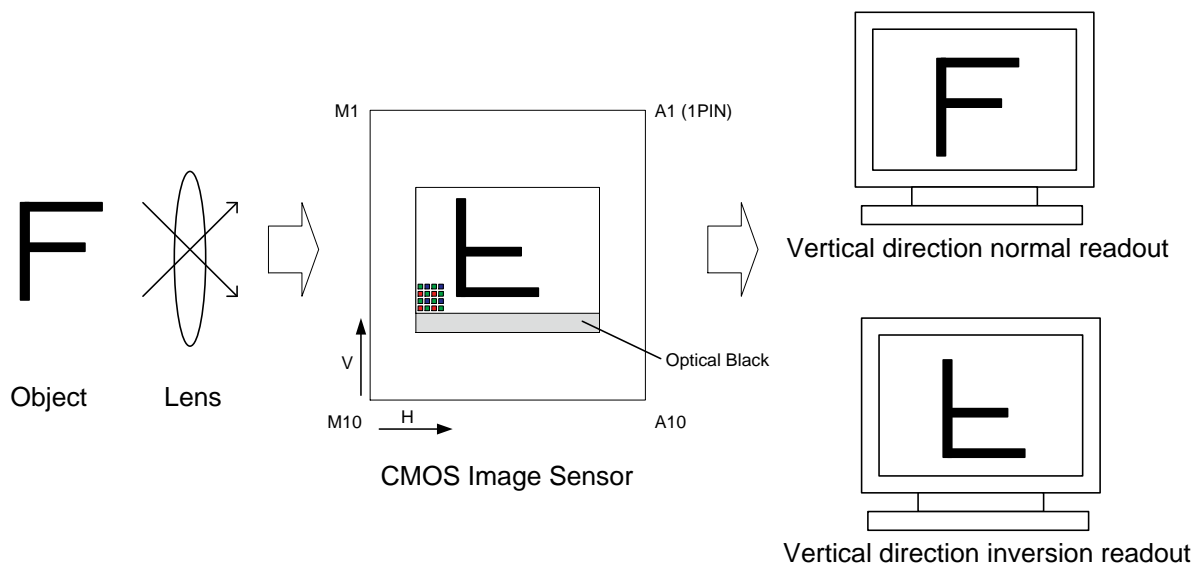 M1
A1 (1PIN)
F
F
Vertical direction normal readout
Optical Black
V
Object
Lens
M10
H
A10
CMOS Image Sensor
Vertical direction inversion readout